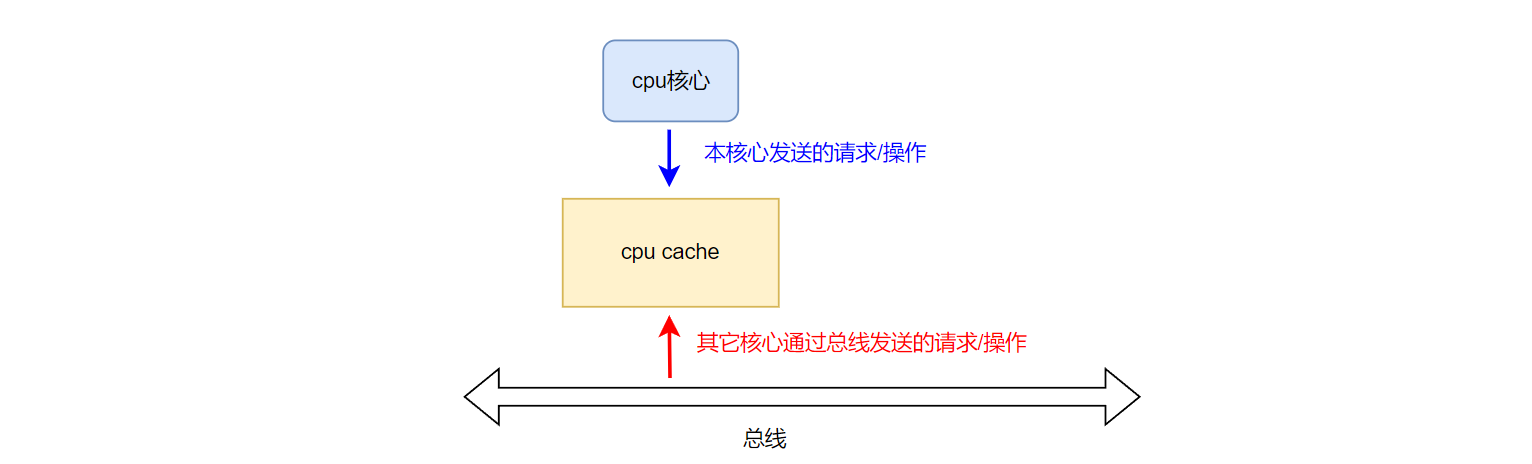 cpu核心
本核心发送的请求/操作
cpu cache
其它核心通过总线发送的请求/操作
总线